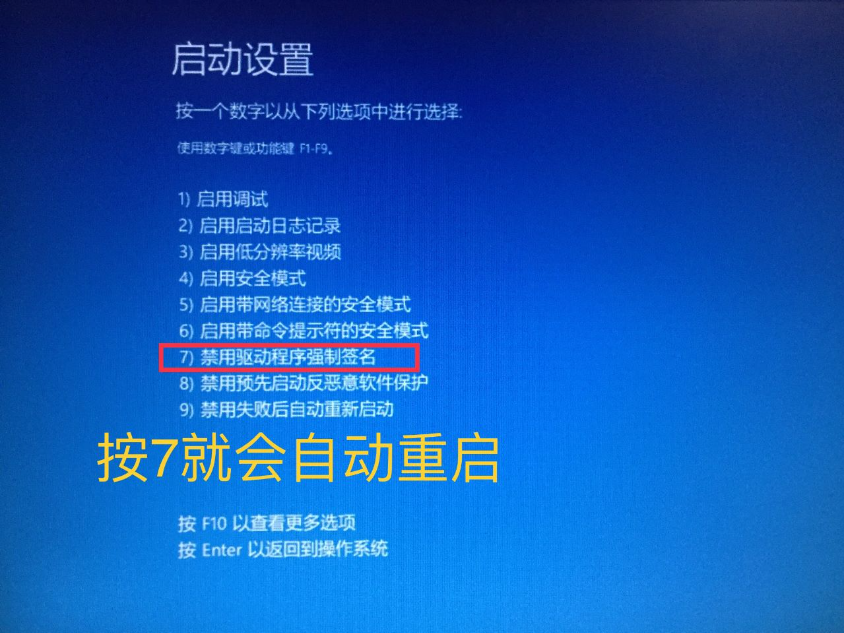 启动设置
按一个数字以从下列选项中进行选择:
使用数字键或功能键 F1-F9。
1) 启用调试
2) 启用启动日志记录
3) 启用低分辨率视频
4) 启用安全模式
5) 启用带网络连接的安全模式
6) 启用带命令提示符的安全模式
7) 禁用驱动程序强制签名
8) 禁用预先启动反恶意软件保护
9) 禁用失败后自动重新启动
按7就会自动重启
按 F10 以查看更多选项
按 Enter 以返回到操作系统